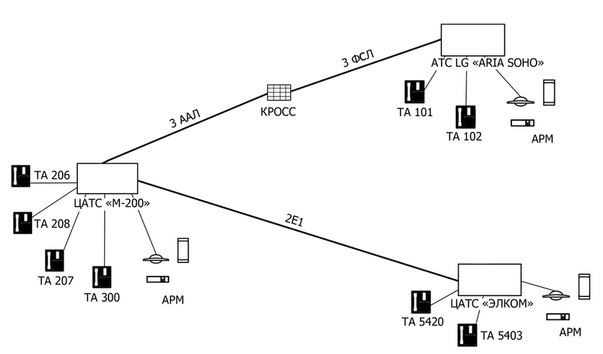 3 ФСЛ
АТС LG «ARIA SOHO»
КРОСС
ТА 101
ТА 102
АРМ
3 ААЛ
ТА 206
ЦАТС «М-200»
ТА 208
2Е1
ТА 207
ТА 300
АРМ
ЦАТС «ЭЛКОМ»
ТА 5420
ТА 5403
АРМ